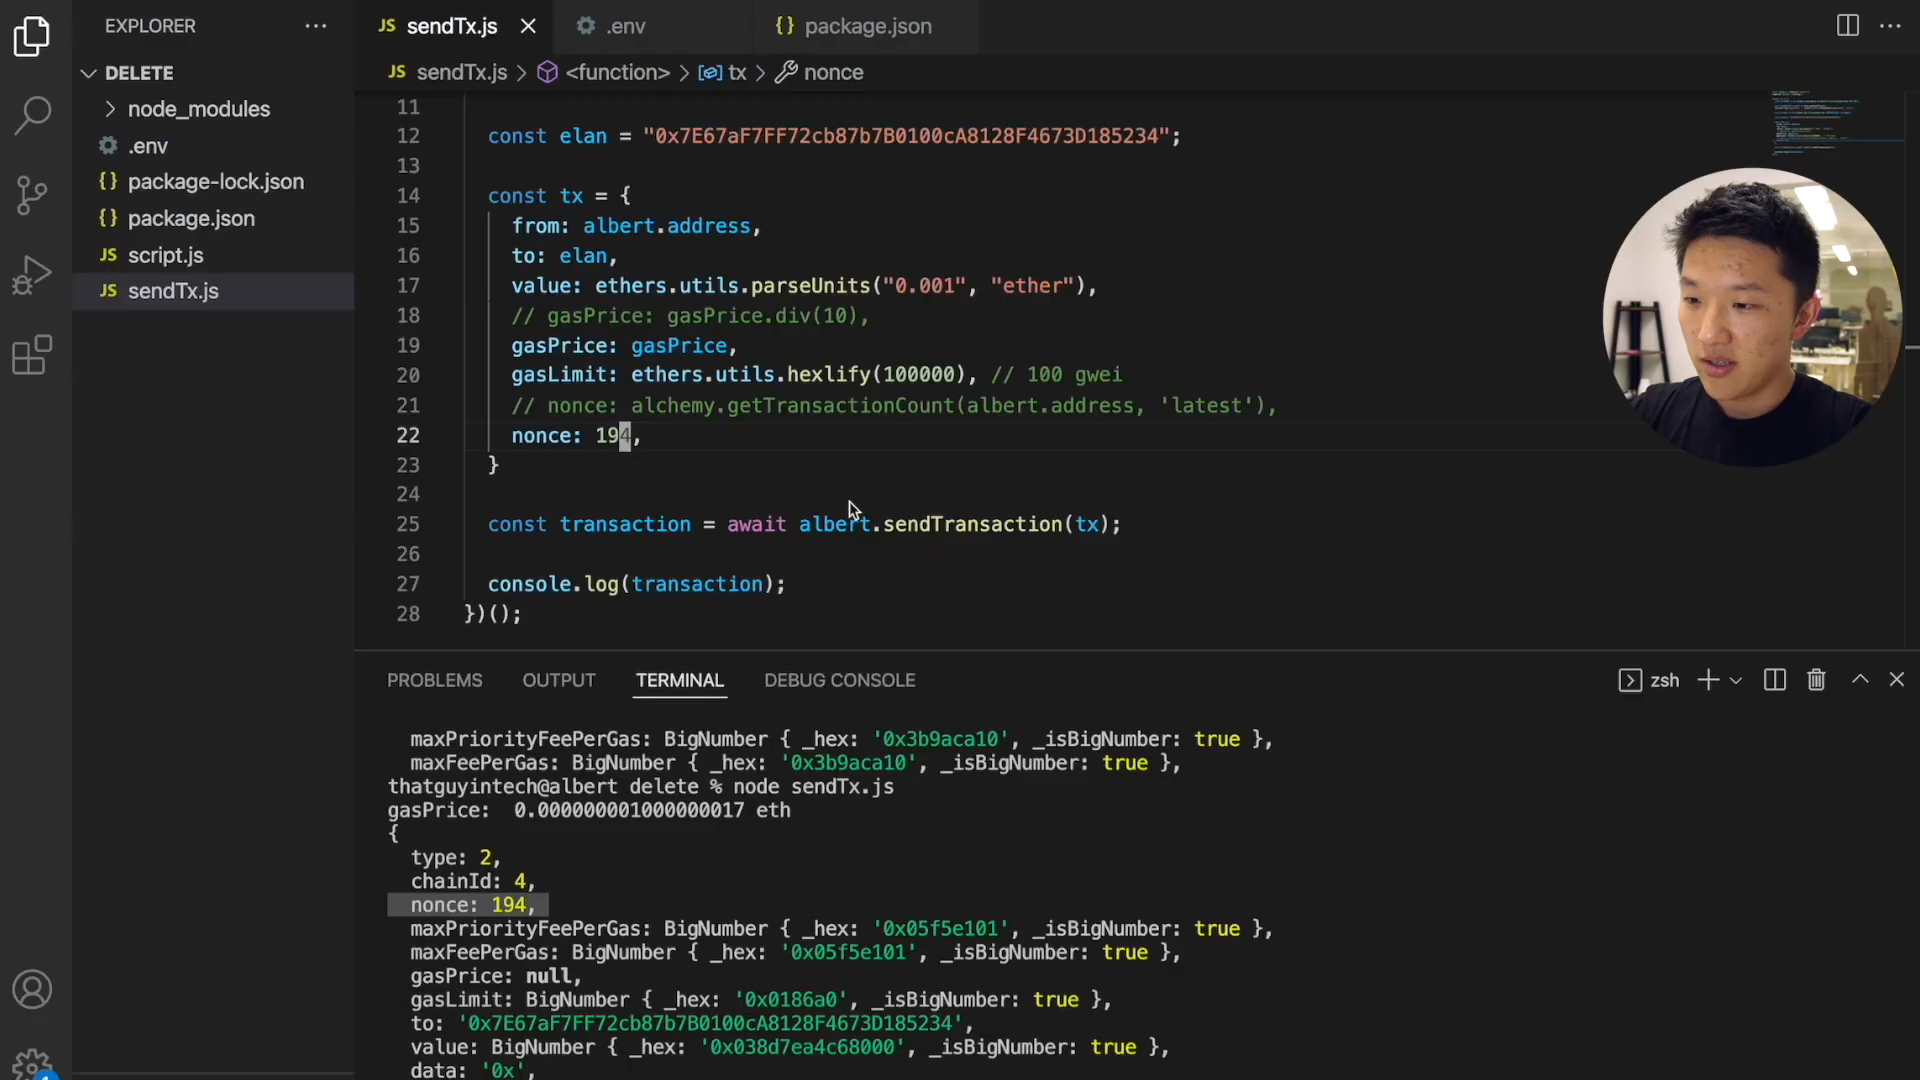 EXPLORER
DELETE
node_modules
.env
package-lock.json
package.json
script.js
sendTx.js
sendTx.js
.env
package.json
sendTx.js > <function> > tx > nonce
11
12 const elan = "0x7E67aF7FF72cb87b7B0100cA8128F4673D185234";
13
14 const tx = {
15 from: albert.address,
16 to: elan,
17 value: ethers.utils.parseUnits("0.001", "ether"),
18 // gasPrice: gasPrice.div(10),
19 gasPrice: gasPrice,
20 gasLimit: ethers.utils.hexlify(100000), // 100 gwei
21 // nonce: alchemy.getTransactionCount(albert.address, 'latest'),
22 nonce: 194,
23 }
24
25 const transaction = await albert.sendTransaction(tx);
26
27 console.log(transaction);
28 })();
PROBLEMS OUTPUT TERMINAL DEBUG CONSOLE zsh
maxPriorityFeePerGas: BigNumber { _hex: '0x3b9aca10', _isBigNumber: true },
maxFeePerGas: BigNumber { _hex: '0x3b9aca10', _isBigNumber: true },
thatguyintech@albert delete % node sendTx.js
gasPrice: 0.000000001000000017 eth
{
type: 2,
chainId: 4,
nonce: 194,
maxPriorityFeePerGas: BigNumber { _hex: '0x05f5e101', _isBigNumber: true },
maxFeePerGas: BigNumber { _hex: '0x05f5e101', _isBigNumber: true },
gasPrice: null,
gasLimit: BigNumber { _hex: '0x0186a0', _isBigNumber: true },
to: '0x7E67aF7FF72cb87b7B0100cA8128F4673D185234',
value: BigNumber { _hex: '0x038d7ea4c68000', _isBigNumber: true },
data: '0x',